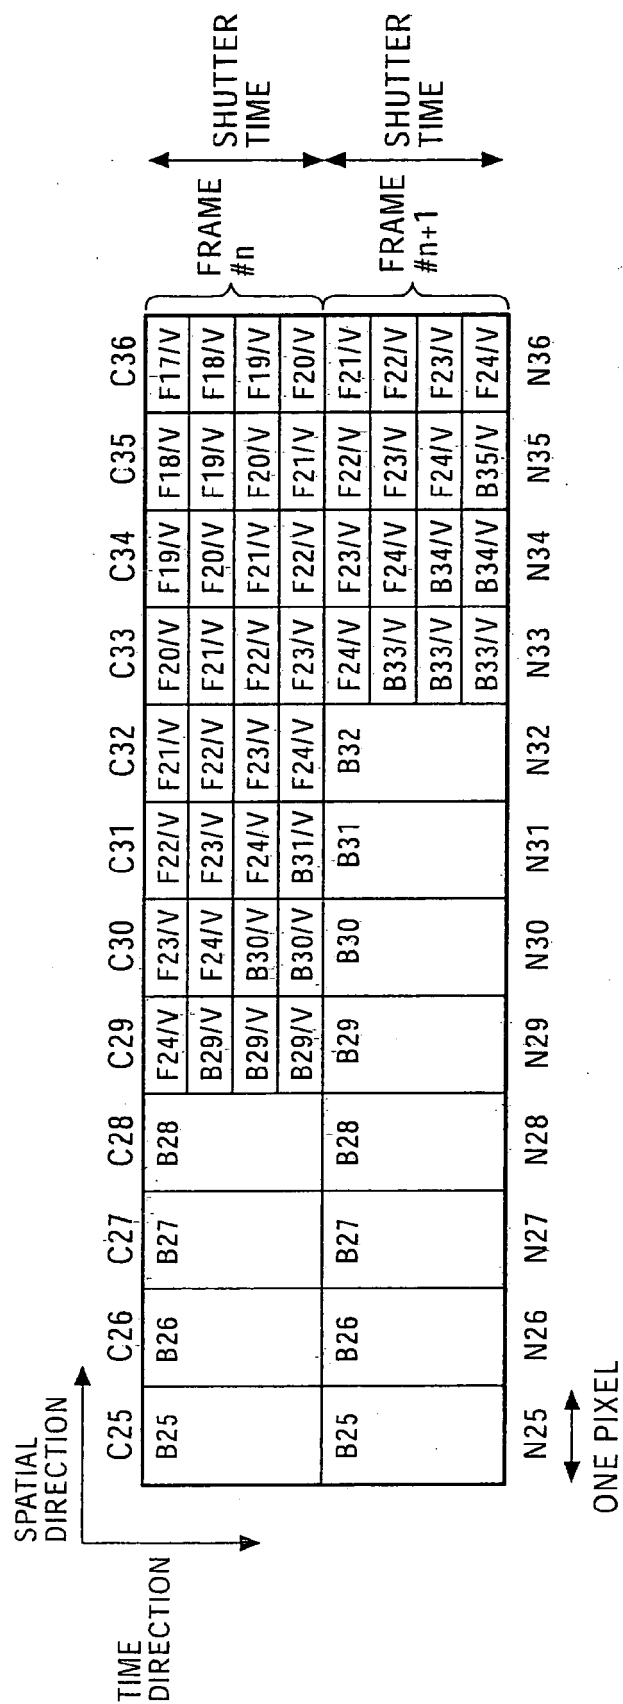 SPATIAL
DIRECTION
TIME
DIRECTION
C25 C26 C27 C28 C29 C30 C31 C32 C33 C34 C35 C36
B25 B26 B27 B28 F24/V F23/V F22/V F21/V F20/V F19/V F18/V F17/V
B29/V F24/V F23/V F22/V F21/V F20/V F19/V F18/V
B29/V B30/V F24/V F23/V F22/V F21/V F20/V F19/V
B29/V B30/V B31/V F24/V F23/V F22/V F21/V F20/V
FRAME
#n
SHUTTER
TIME
B25 B26 B27 B28 B29 B30 B31 B32 F24/V F23/V F22/V F21/V
B33/V F24/V F23/V F22/V
B33/V B34/V F24/V F23/V
B33/V B34/V B35/V F24/V
FRAME
#n+1
SHUTTER
TIME
N25 N26 N27 N28 N29 N30 N31 N32 N33 N34 N35 N36
ONE PIXEL